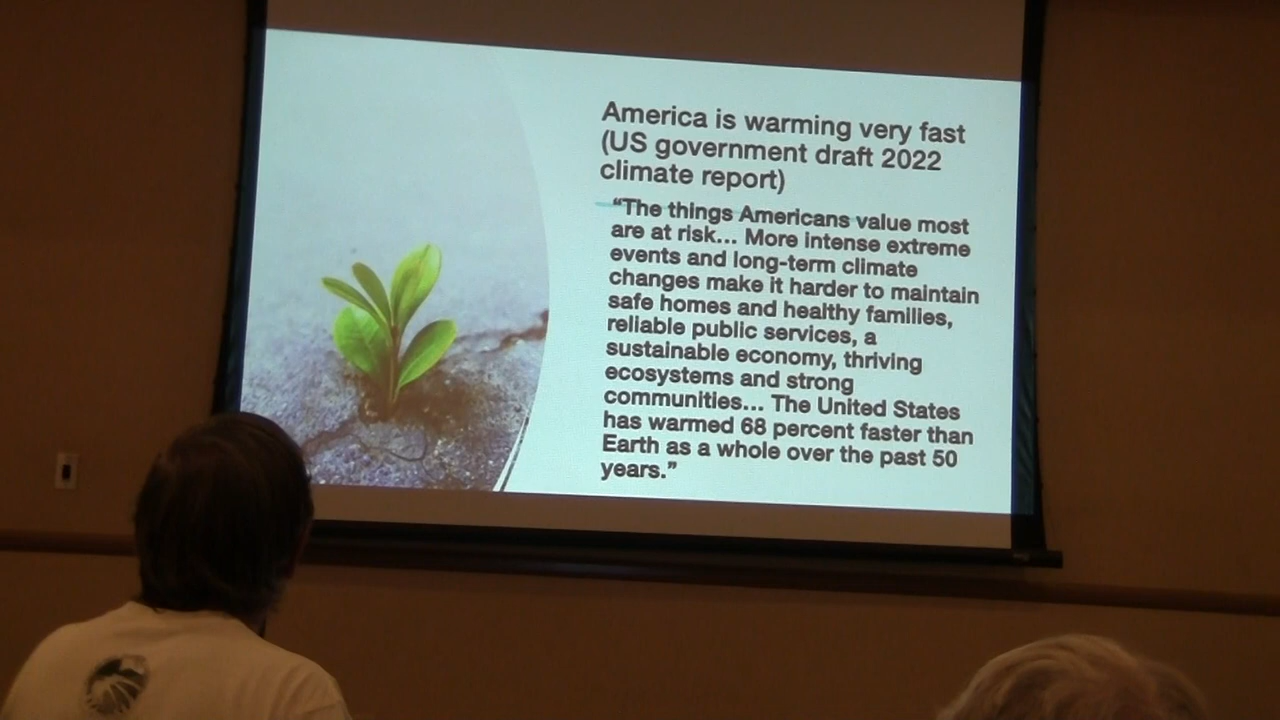 America is warming very fast
(US government draft 2022
climate report)
“The things Americans value most
are at risk... More intense extreme
events and long-term climate
changes make it harder to maintain
safe homes and healthy families,
reliable public services, a
sustainable economy, thriving
ecosystems and strong
communities... The United States
has warmed 68 percent faster than
Earth as a whole over the past 50
years.”